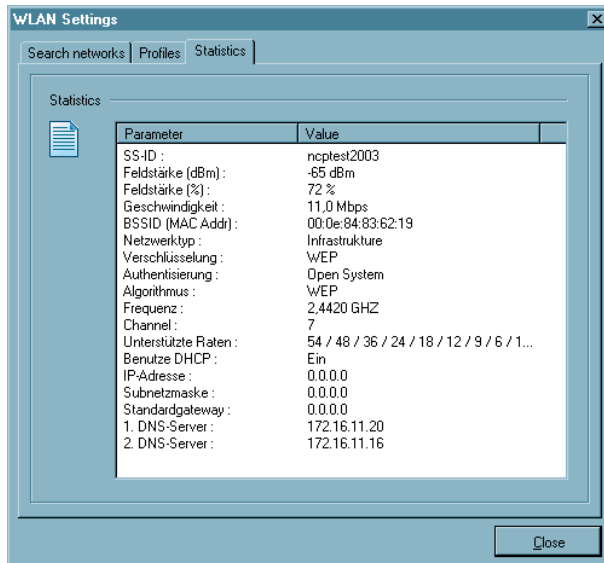 WLAN Settings
Search networks Profiles Statistics
Statistics
Parameter Value
SS-ID : ncptest2003
Feldstärke (dBm) : -65 dBm
Feldstärke (%) : 72 %
Geschwindigkeit : 11,0 Mbps
BSSID (MAC Addr) : 00:0e:84:83:62:19
Netzwerktyp : Infrastrukture
Verschlüsselung : WEP
Authentisierung : Open System
Algorithmus : WEP
Frequenz : 2,4420 GHZ
Channel : 7
Unterstützte Raten : 54 / 48 / 36 / 24 / 18 / 12 / 9 / 6 / 1...
Benutze DHCP : Ein
IP-Adresse : 0.0.0.0
Subnetzmaske : 0.0.0.0
Standardgateway : 0.0.0.0
1. DNS-Server : 172.16.11.20
2. DNS-Server : 172.16.11.16
Close